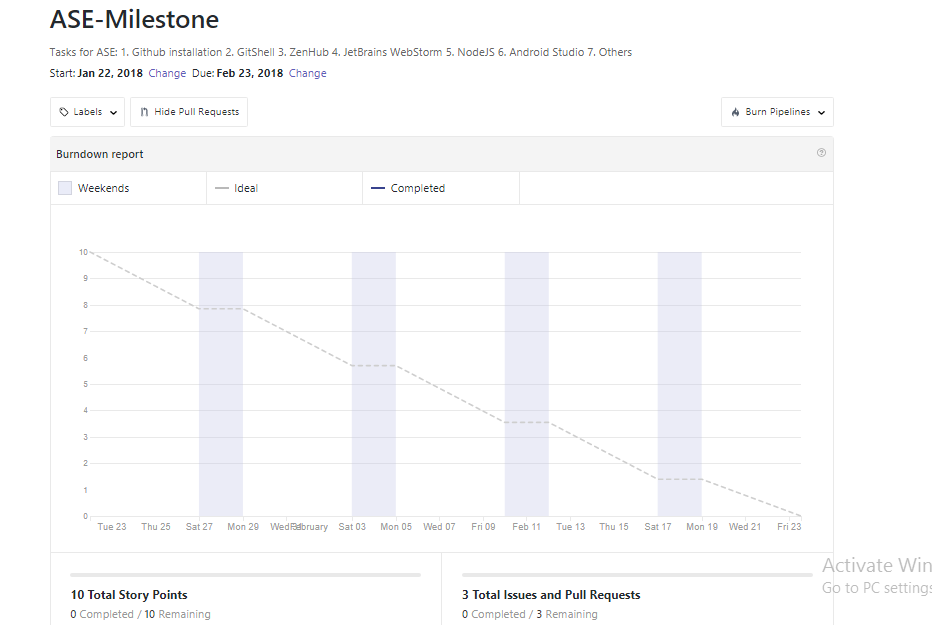 ASE-Milestone
Tasks for ASE: 1. Github installation 2. GitShell 3. ZenHub 4. JetBrains WebStorm 5. NodeJS 6. Android Studio 7. Others
Start: Jan 22, 2018 Change Due: Feb 23, 2018 Change
Labels Hide Pull Requests Burn Pipelines
Burndown report
Weekends Ideal Completed
10
9
8
7
6
5
4
3
2
1
0
Tue 23 Thu 25 Sat 27 Mon 29 Wed 31 February Sat 03 Mon 05 Wed 07 Fri 09 Feb 11 Tue 13 Thu 15 Sat 17 Mon 19 Wed 21 Fri 23
Activate Win
Go to PC settings
10 Total Story Points 3 Total Issues and Pull Requests
0 Completed / 10 Remaining 0 Completed / 3 Remaining